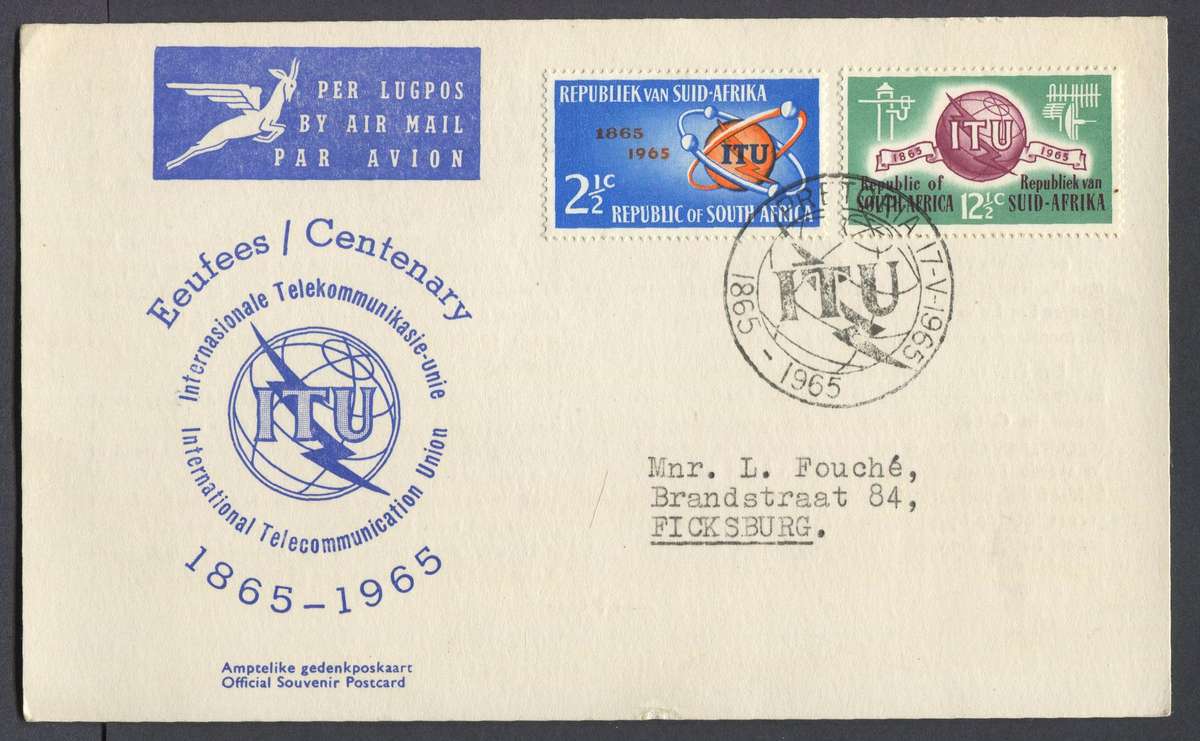 PER LUGPOS
BY AIR MAIL
PAR AVION
REPUBLIEK VAN SUID-AFRIKA
1865
1965
ITU
2½c
REPUBLIC OF SOUTH AFRICA
ITU
1865 1965
Republic of Republiek van
SOUTH AFRICA 12½c SUID-AFRIKA
PRETORIA 17-V-1965
ITU
1865 - 1965
Eeufees / Centenary
Internasionale Telekommunikasie-unie
ITU
International Telecommunication Union
1865-1965
Mnr. L. Fouché,
Brandstraat 84,
FICKSBURG.
Amptelike gedenkposkaart
Official Souvenir Postcard